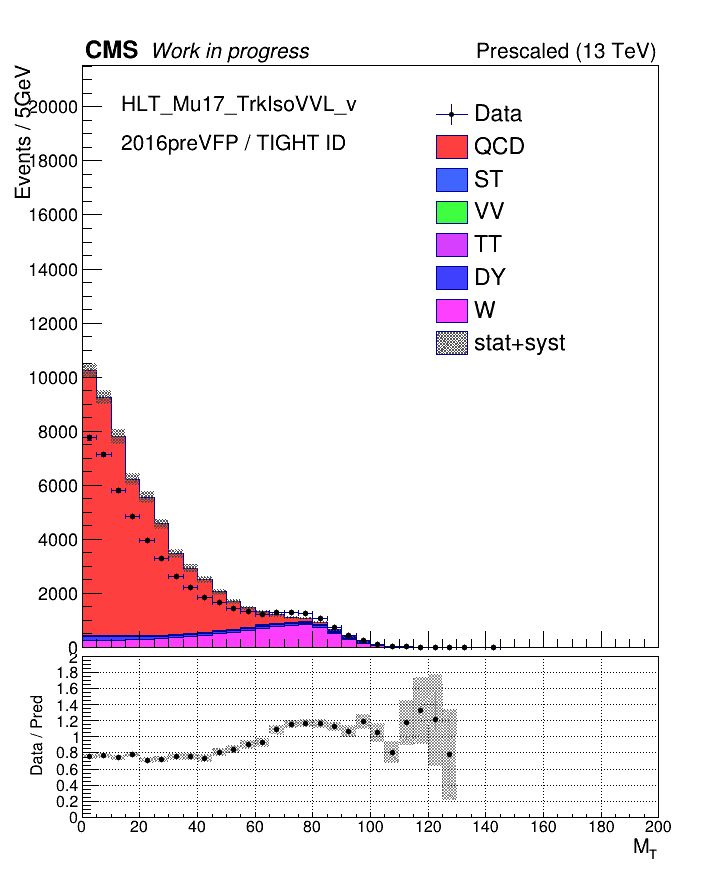 CMS Work in progress Prescaled (13 TeV)
Events / 5GeV
HLT_Mu17_TrkIsoVVL_v
2016preVFP / TIGHT ID
Data
QCD
ST
VV
TT
DY
W
stat+syst
20000
18000
16000
14000
12000
10000
8000
6000
4000
2000
0
Data / Pred
2
1.8
1.6
1.4
1.2
1
0.8
0.6
0.4
0.2
0
0 20 40 60 80 100 120 140 160 180 200
M_T